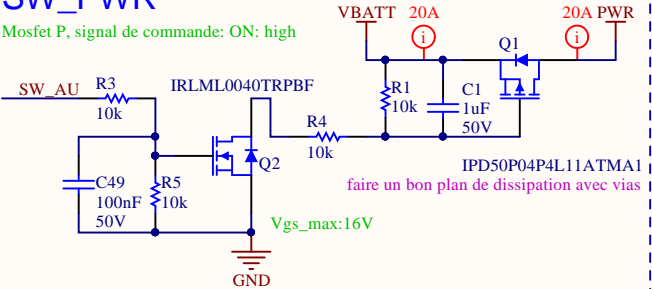 SW_PWR
Mosfet P, signal de commande: ON: high
VBATT 20A 20A PWR
i i
Q1
SW_AU R3
10k
IRLML0040TRPBF
R1
10k
C1
1uF
50V
R4
10k
Q2
IPD50P04P4L11ATMA1
faire un bon plan de dissipation avec vias
C49
100nF
50V
R5
10k
Vgs_max:16V
GND